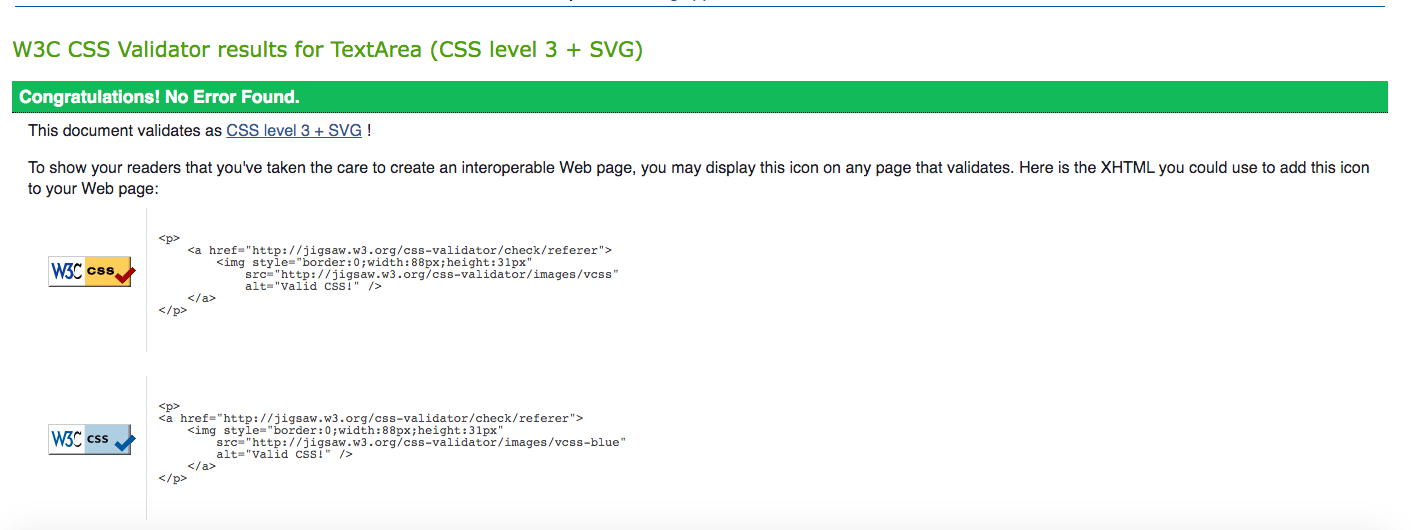 W3C CSS Validator results for TextArea (CSS level 3 + SVG)
Congratulations! No Error Found.
This document validates as CSS level 3 + SVG !
To show your readers that you've taken the care to create an interoperable Web page, you may display this icon on any page that validates. Here is the XHTML you could use to add this icon
to your Web page:
<p>
<a href="http://jigsaw.w3.org/css-validator/check/referer">
<img style="border:0;width:88px;height:31px"
W3C css
src="http://jigsaw.w3.org/css-validator/images/vcss"
alt="Valid CSS!" />
</a>
</p>
<p>
<a href="http://jigsaw.w3.org/css-validator/check/referer">
<img style="border:0;width:88px;height:31px"
W3C css
src="http://jigsaw.w3.org/css-validator/images/vcss-blue"
alt="Valid CSS!" />
</a>
</p>